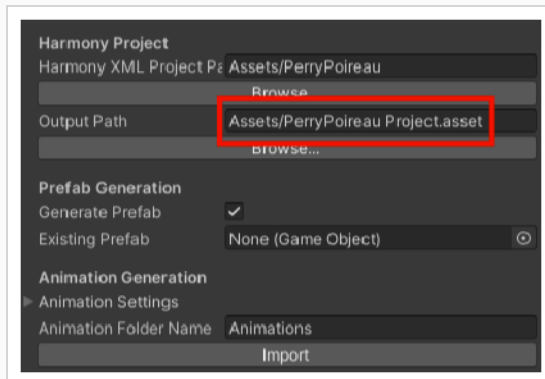 Harmony Project
Harmony XML Project Pa Assets/PerryPoireau
Browse...
Output Path Assets/PerryPoireau Project.asset
Browse...
Prefab Generation
Generate Prefab
Existing Prefab None (Game Object)
Animation Generation
Animation Settings
Animation Folder Name Animations
Import